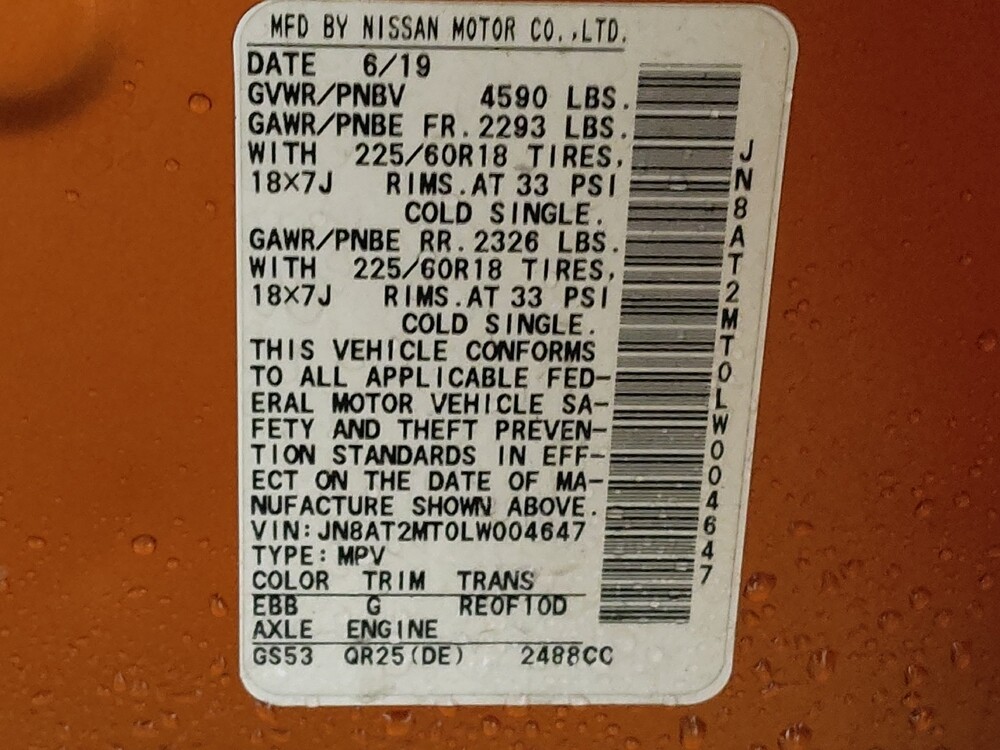 MFD BY NISSAN MOTOR CO.,LTD.
DATE 6/19
GVWR/PNBV 4590 LBS.
GAWR/PNBE FR.2293 LBS.
WITH 225/60R18 TIRES,
18×7J RIMS.AT 33 PSI
COLD SINGLE.
GAWR/PNBE RR.2326 LBS.
WITH 225/60R18 TIRES,
18×7J RIMS.AT 33 PSI
COLD SINGLE.
THIS VEHICLE CONFORMS
TO ALL APPLICABLE FED-
ERAL MOTOR VEHICLE SA-
FETY AND THEFT PREVEN-
TION STANDARDS IN EFF-
ECT ON THE DATE OF MA-
NUFACTURE SHOWN ABOVE.
VIN:JN8AT2MT0LW004647
TYPE:MPV
COLOR TRIM TRANS
EBB G RE0F10D
AXLE ENGINE
GS53 QR25(DE) 2488CC
JN8AT2MT0LW004647